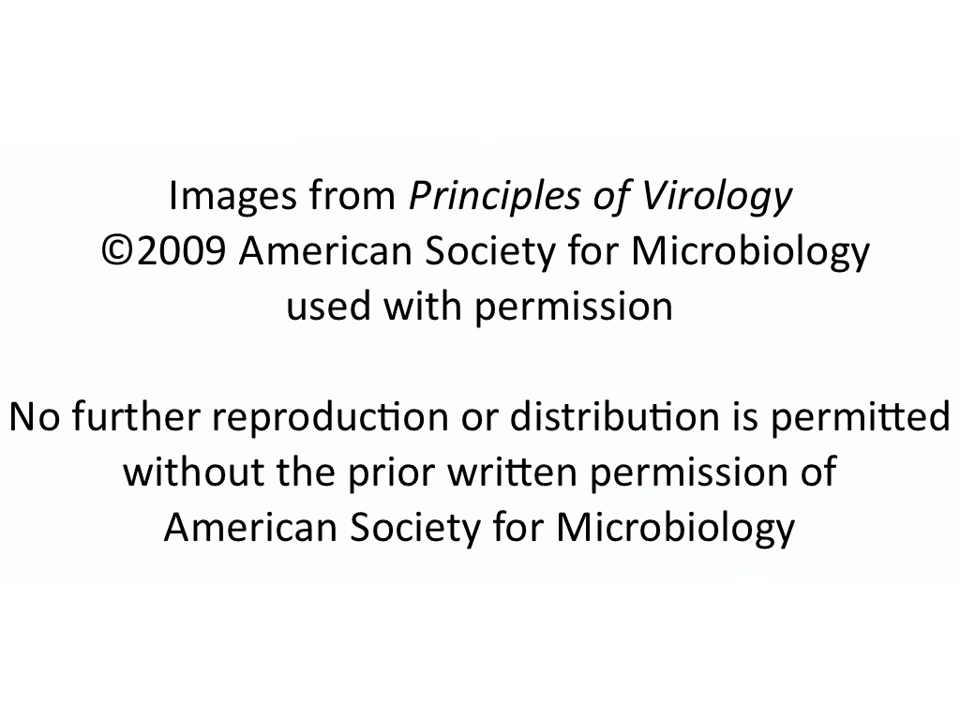 Images from Principles of Virology
©2009 American Society for Microbiology
used with permission
No further reproduction or distribution is permitted
without the prior written permission of
American Society for Microbiology